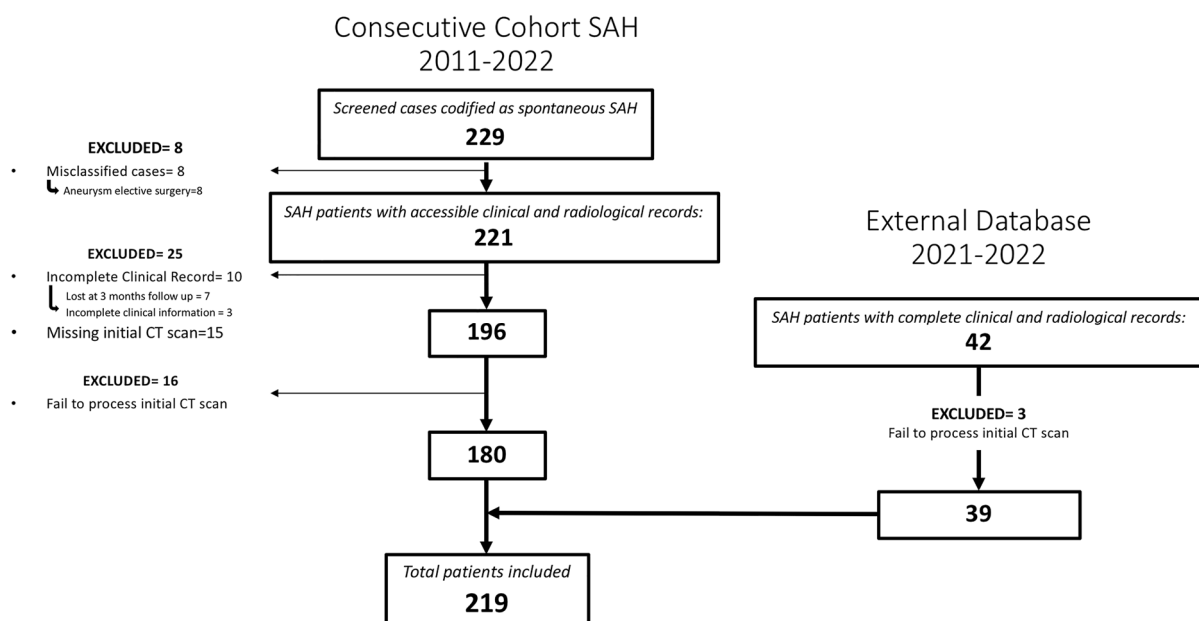 Consecutive Cohort SAH
2011-2022
Screened cases codified as spontaneous SAH
229
EXCLUDED= 8
• Misclassified cases= 8
Aneurysm elective surgery=8
SAH patients with accessible clinical and radiological records:
221
EXCLUDED= 25
• Incomplete Clinical Record= 10
Lost at 3 months follow up = 7
Incomplete clinical information = 3
• Missing initial CT scan=15
196
EXCLUDED= 16
• Fail to process initial CT scan
180
External Database
2021-2022
SAH patients with complete clinical and radiological records:
42
EXCLUDED= 3
Fail to process initial CT scan
39
Total patients included
219